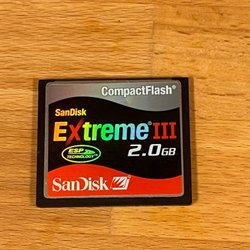 CompactFlash®
SanDisk
Extreme® III
ESP
TECHNOLOGY
2.0GB
SanDisk